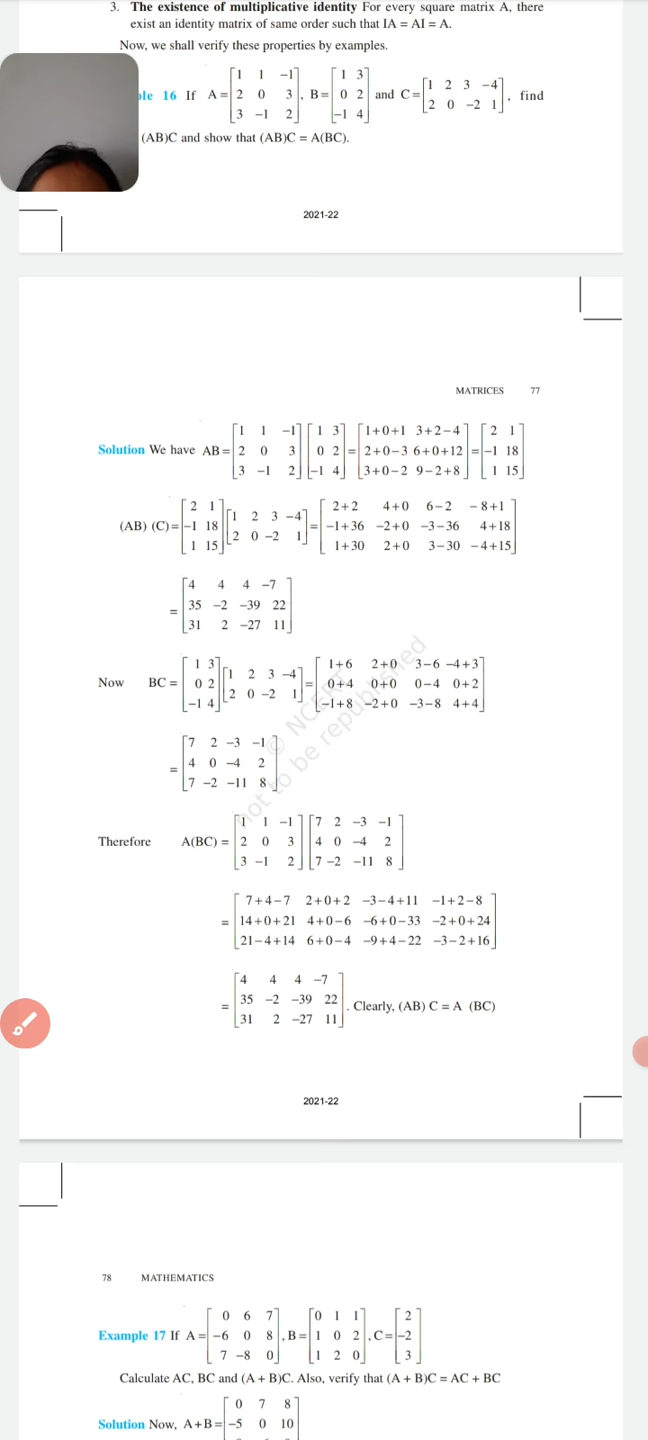 3. The existence of multiplicative identity For every square matrix A, there
exist an identity matrix of same order such that IA = AI = A.
Now, we shall verify these properties by examples.
16 If A = [1 1 −1; 2 0 3; 3 −1 2], B = [1 3; 0 2; −1 4] and C = [1 2 3 −4; 2 0 −2 1], find
(AB)C and show that (AB)C = A(BC).
2021-22
MATRICES 77
Solution We have AB = [1 1 −1; 2 0 3; 3 −1 2] [1 3; 0 2; −1 4] = [1+0+1 3+2−4; 2+0−3 6+0+12; 3+0−2 9−2+8] = [2 1; −1 18; 1 15]
(AB) (C) = [2 1; −1 18; 1 15] [1 2 3 −4; 2 0 −2 1] = [2+2 4+0 6−2 −8+1; −1+36 −2+0 −3−36 4+18; 1+30 2+0 3−30 −4+15]
= [4 4 4 −7; 35 −2 −39 22; 31 2 −27 11]
Now BC = [1 3; 0 2; −1 4] [1 2 3 −4; 2 0 −2 1] = [1+6 2+0 3−6 −4+3; 0+4 0+0 0−4 0+2; −1+8 −2+0 −3−8 4+4]
= [7 2 −3 −1; 4 0 −4 2; 7 −2 −11 8]
© NCERT
not to be republished
Therefore A(BC) = [1 1 −1; 2 0 3; 3 −1 2] [7 2 −3 −1; 4 0 −4 2; 7 −2 −11 8]
= [7+4−7 2+0+2 −3−4+11 −1+2−8; 14+0+21 4+0−6 −6+0−33 −2+0+24; 21−4+14 6+0−4 −9+4−22 −3−2+16]
= [4 4 4 −7; 35 −2 −39 22; 31 2 −27 11]. Clearly, (AB) C = A (BC)
2021-22
78 MATHEMATICS
Example 17 If A = [0 6 7; −6 0 8; 7 −8 0], B = [0 1 1; 1 0 2; 1 2 0], C = [2; −2; 3]
Calculate AC, BC and (A + B)C. Also, verify that (A + B)C = AC + BC
Solution Now, A+B = [0 7 8; −5 0 10